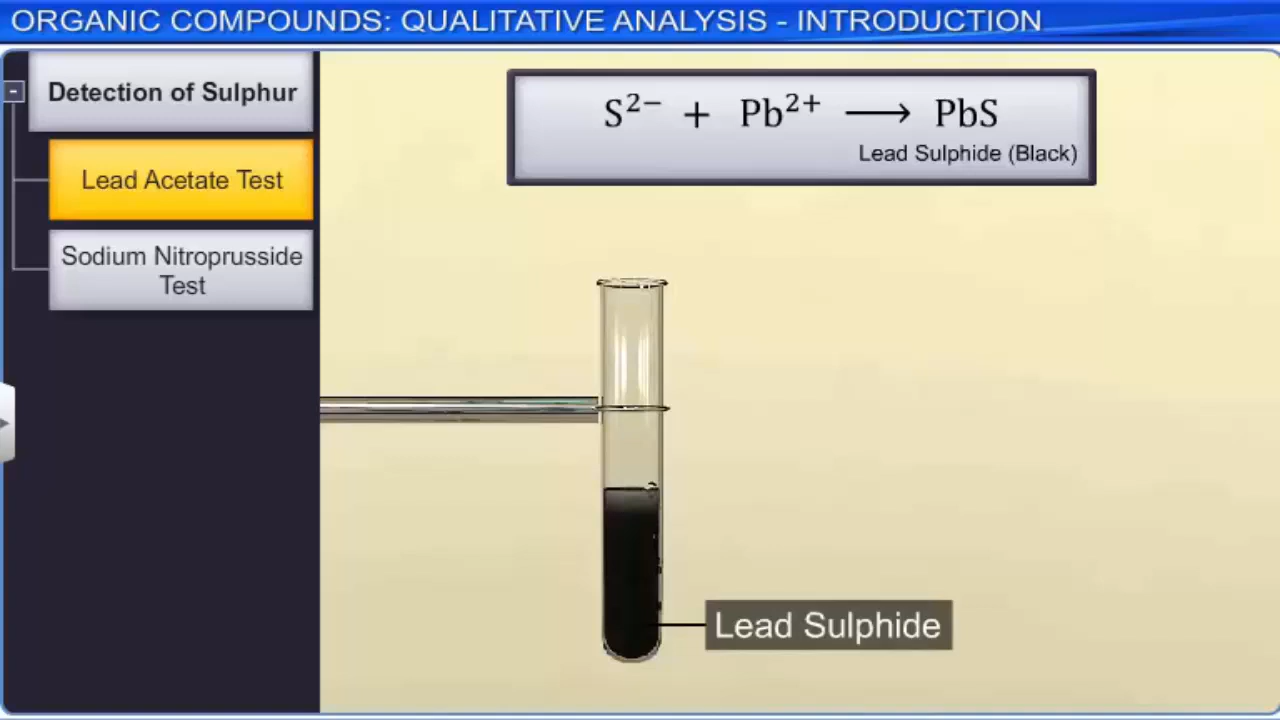 ORGANIC COMPOUNDS: QUALITATIVE ANALYSIS - INTRODUCTION
Detection of Sulphur
Lead Acetate Test
Sodium Nitroprusside
Test
S²⁻ + Pb²⁺ ⟶ PbS
Lead Sulphide (Black)
Lead Sulphide